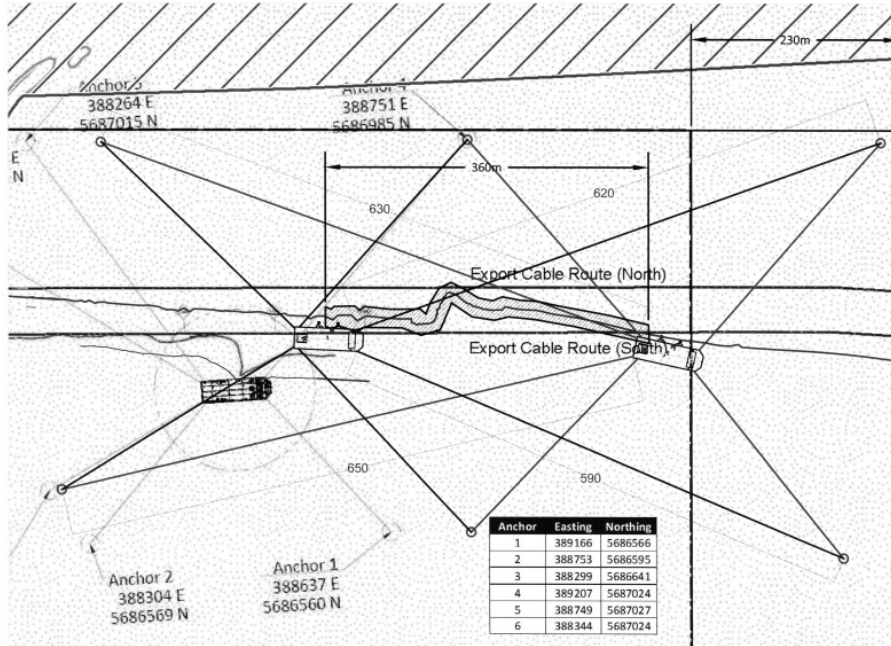 230m
Anchor 5
388264 E
5687015 N
Anchor 4
388751 E
5686985 N
E
N
360m
630
620
Export Cable Route (North)
Export Cable Route (South)
650
590
Anchor 2
388304 E
5686569 N
Anchor 1
388637 E
5686560 N
Anchor Easting Northing
1 389166 5686566
2 388753 5686595
3 388299 5686641
4 389207 5687024
5 388749 5687027
6 388344 5687024